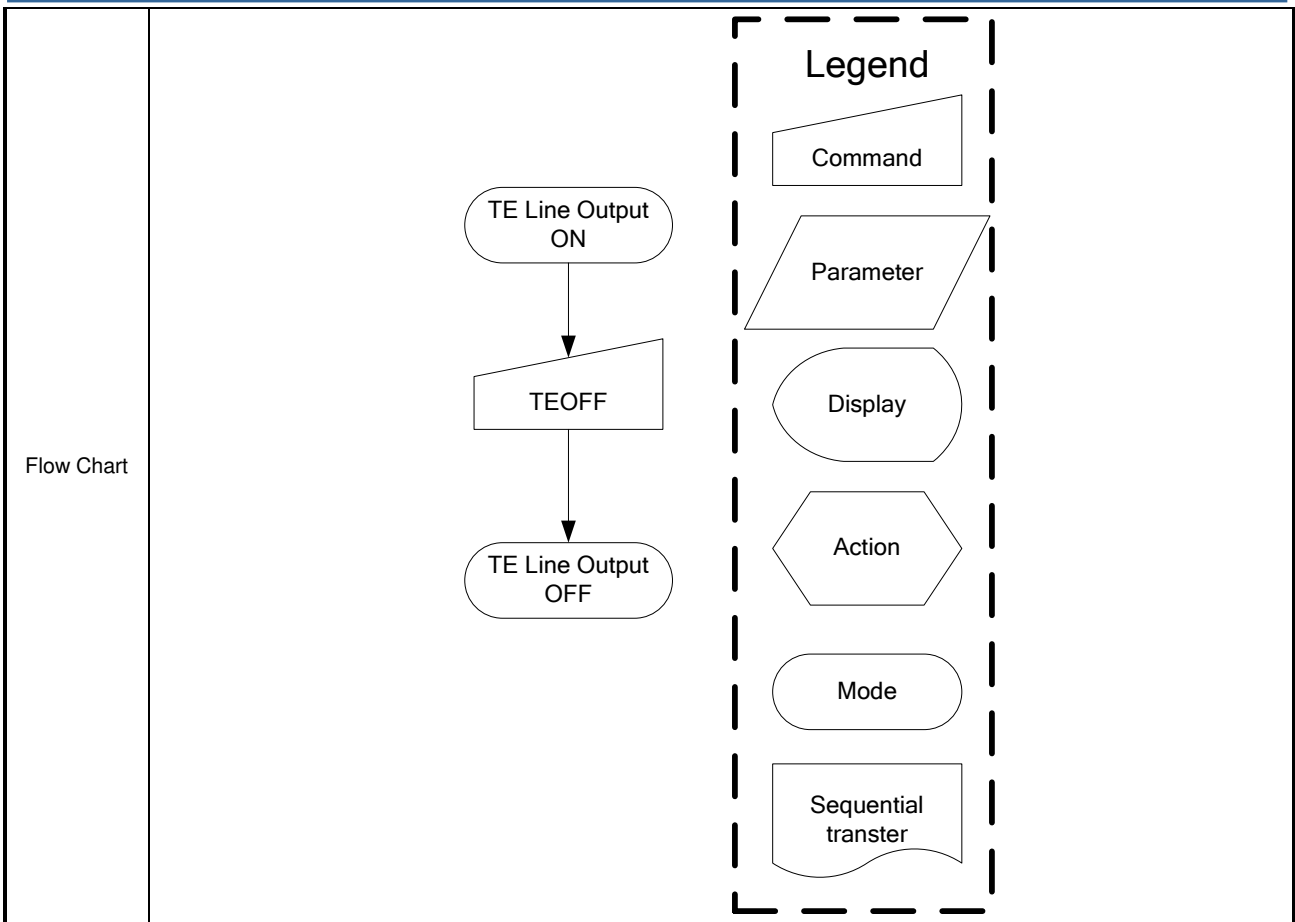 Flow Chart
TE Line Output
ON
TEOFF
TE Line Output
OFF
Legend
Command
Parameter
Display
Action
Mode
Sequential
transter